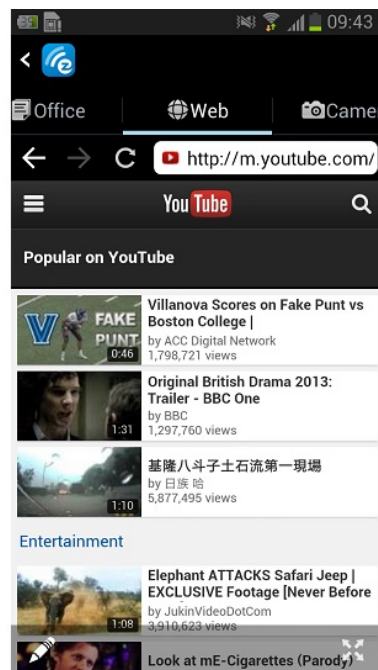 09:43
Office
Web
Came
http://m.youtube.com/
YouTube
Popular on YouTube
FAKE
PUNT
0:46
Villanova Scores on Fake Punt vs
Boston College |
by ACC Digital Network
1,798,721 views
1:31
Original British Drama 2013:
Trailer - BBC One
by BBC
1,297,760 views
1:10
基隆八斗子土石流第一現場
by 日族 哈
5,877,495 views
Entertainment
1:08
Elephant ATTACKS Safari Jeep |
EXCLUSIVE Footage [Never Before
by JukinVideoDotCom
3,910,623 views
Look at mE-Cigarettes (Parody)